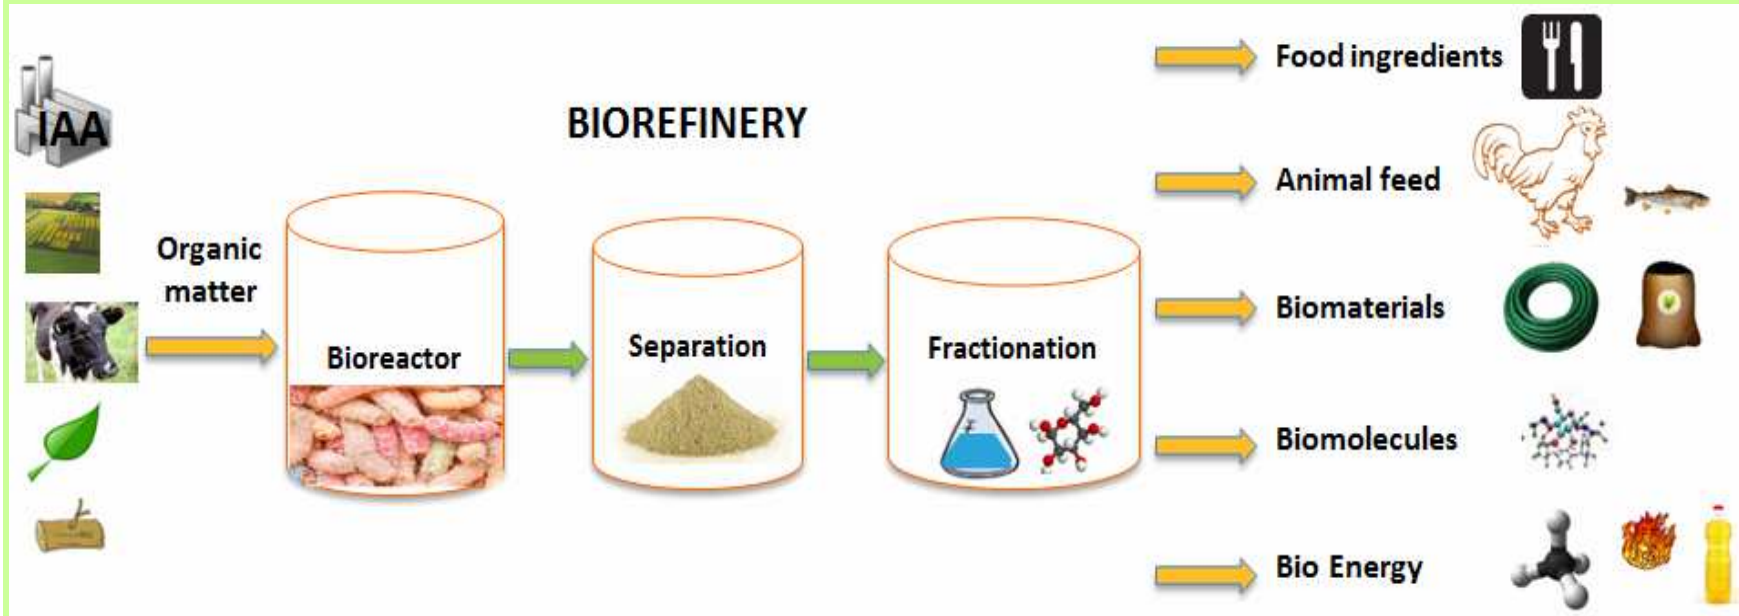 IAA
Organic
matter
BIOREFINERY
Bioreactor
Separation
Fractionation
Food ingredients
Animal feed
Biomaterials
Biomolecules
Bio Energy